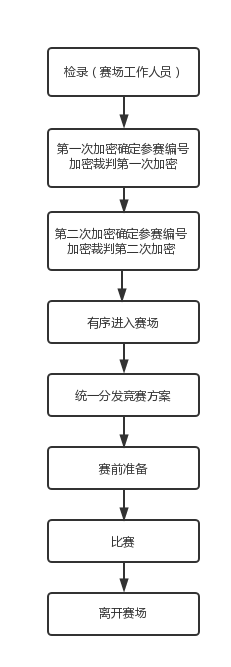 检录（赛场工作人员）
第一次加密确定参赛编号
加密裁判第一次加密
第二次加密确定参赛编号
加密裁判第二次加密
有序进入赛场
统一分发竞赛方案
赛前准备
比赛
离开赛场